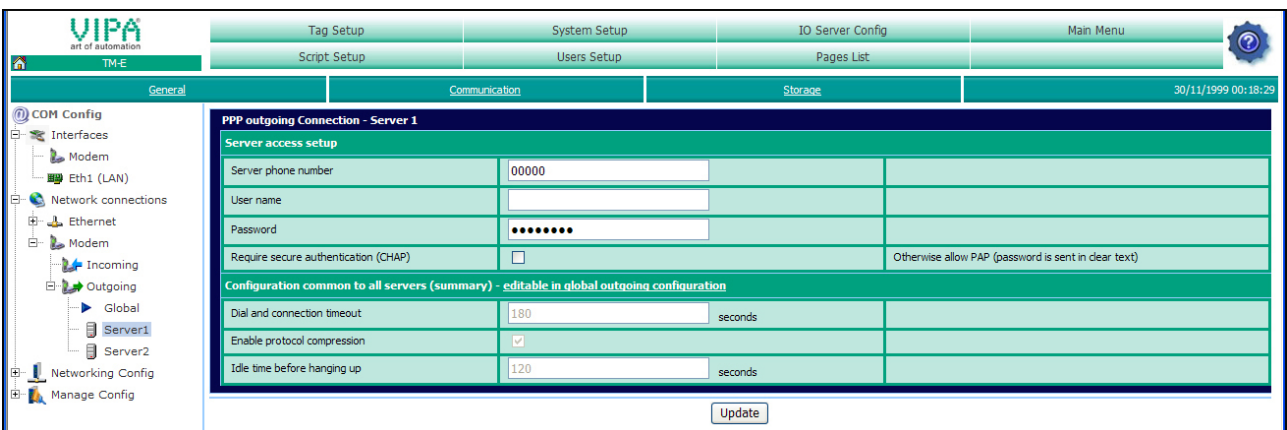 VIPA
art of automation
TM-E
Tag Setup System Setup IO Server Config Main Menu
Script Setup Users Setup Pages List
General Communication Storage 30/11/1999 00:18:29
COM Config
Interfaces
Modem
Eth1 (LAN)
Network connections
Ethernet
Modem
Incoming
Outgoing
Global
Server1
Server2
Networking Config
Manage Config
PPP outgoing Connection - Server 1
Server access setup
Server phone number 00000
User name
Password ••••••••
Require secure authentication (CHAP) Otherwise allow PAP (password is sent in clear text)
Configuration common to all servers (summary) - editable in global outgoing configuration
Dial and connection timeout 180 seconds
Enable protocol compression
Idle time before hanging up 120 seconds
Update